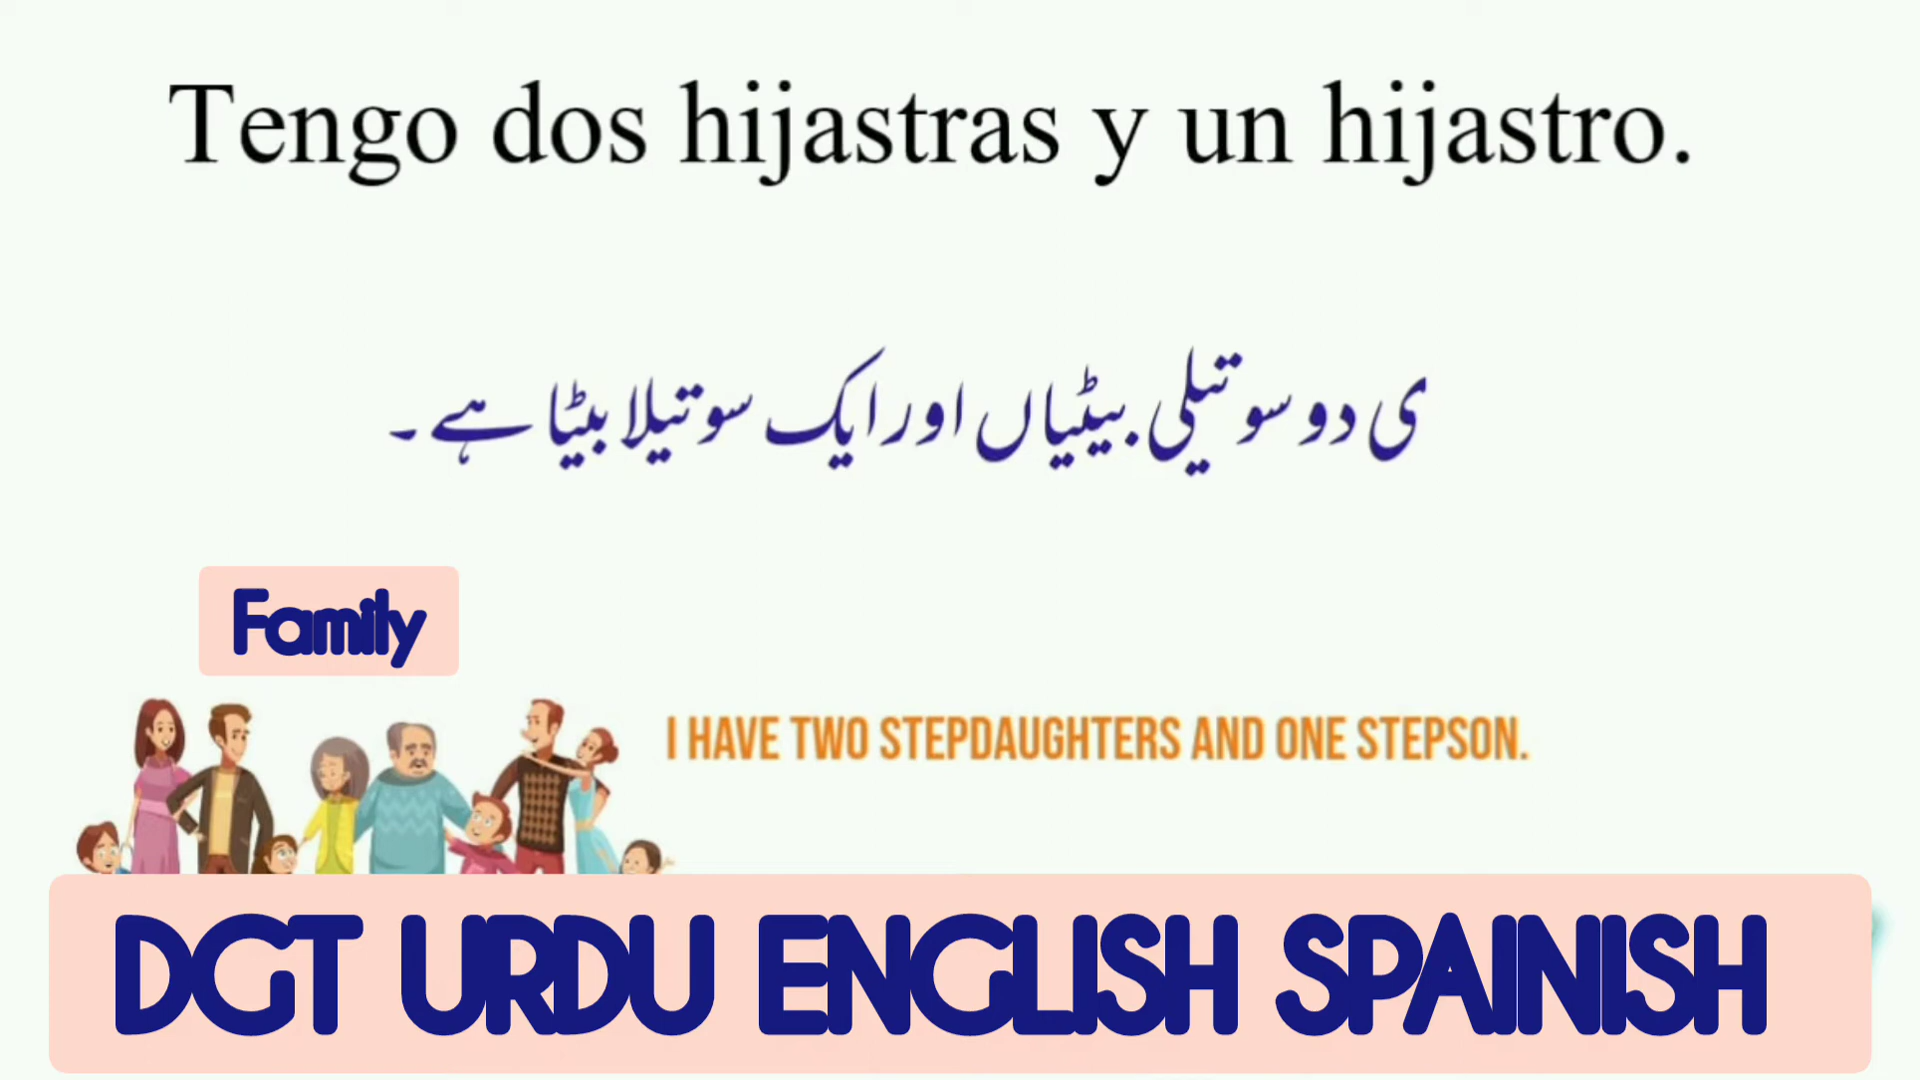 Tengo dos hijastras y un hijastro.
ی دو سوتیلی بیٹیاں اور ایک سوتیلا بیٹا ہے۔
Family
I HAVE TWO STEPDAUGHTERS AND ONE STEPSON.
DGT URDU ENGLISH SPAINISH